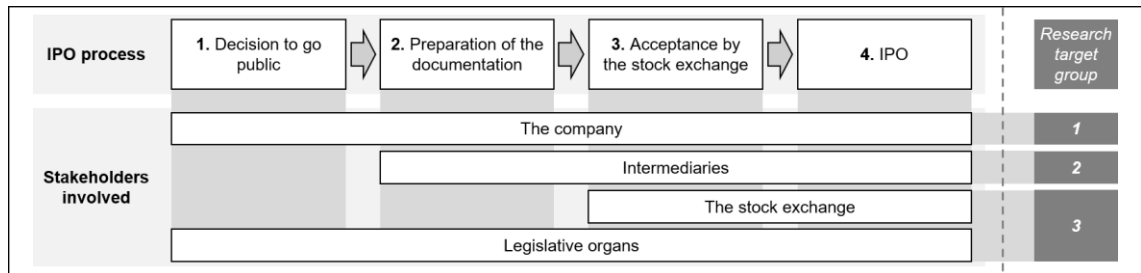 IPO process
1. Decision to go
public
2. Preparation of the
documentation
3. Acceptance by
the stock exchange
4. IPO
Research
target
group
Stakeholders
involved
The company
1
Intermediaries
2
The stock exchange
3
Legislative organs